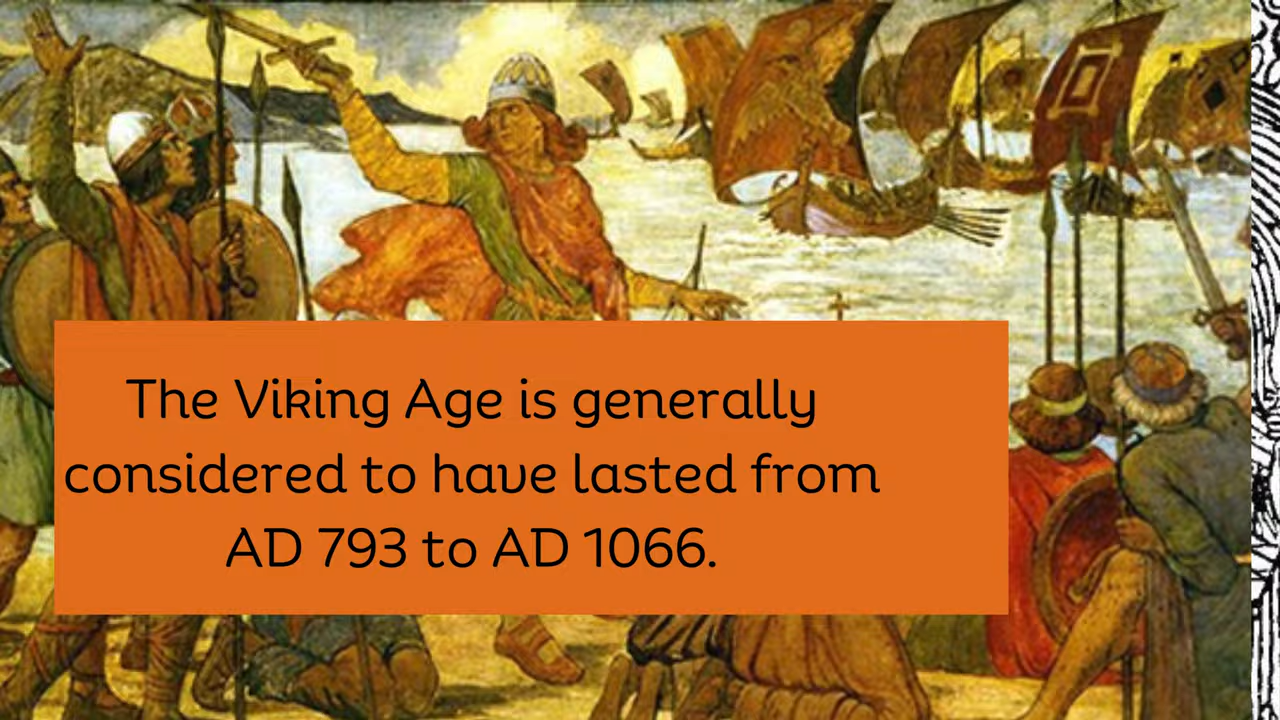 The Viking Age is generally
considered to have lasted from
AD 793 to AD 1066.